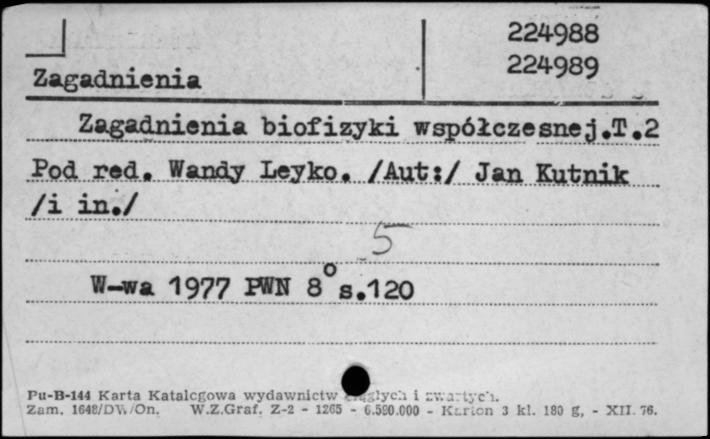 224988
224989
Zagadnienia
Zagadnienia biofizyki współczesnej.T.2
Pod red. Wandy Leyko. /Aut:/ Jan Kutnik
/i in./
5
W-wa 1977 PWN 8° s.120
Pu-B-144 Karta Katalogowa wydawnictw ciągłych i zwartych.
Zam. 1648/DW/On. W.Z.Graf. Z-2 - 1265 - 6.590.000 - Karton 3 kl. 180 g, - XII. 76.